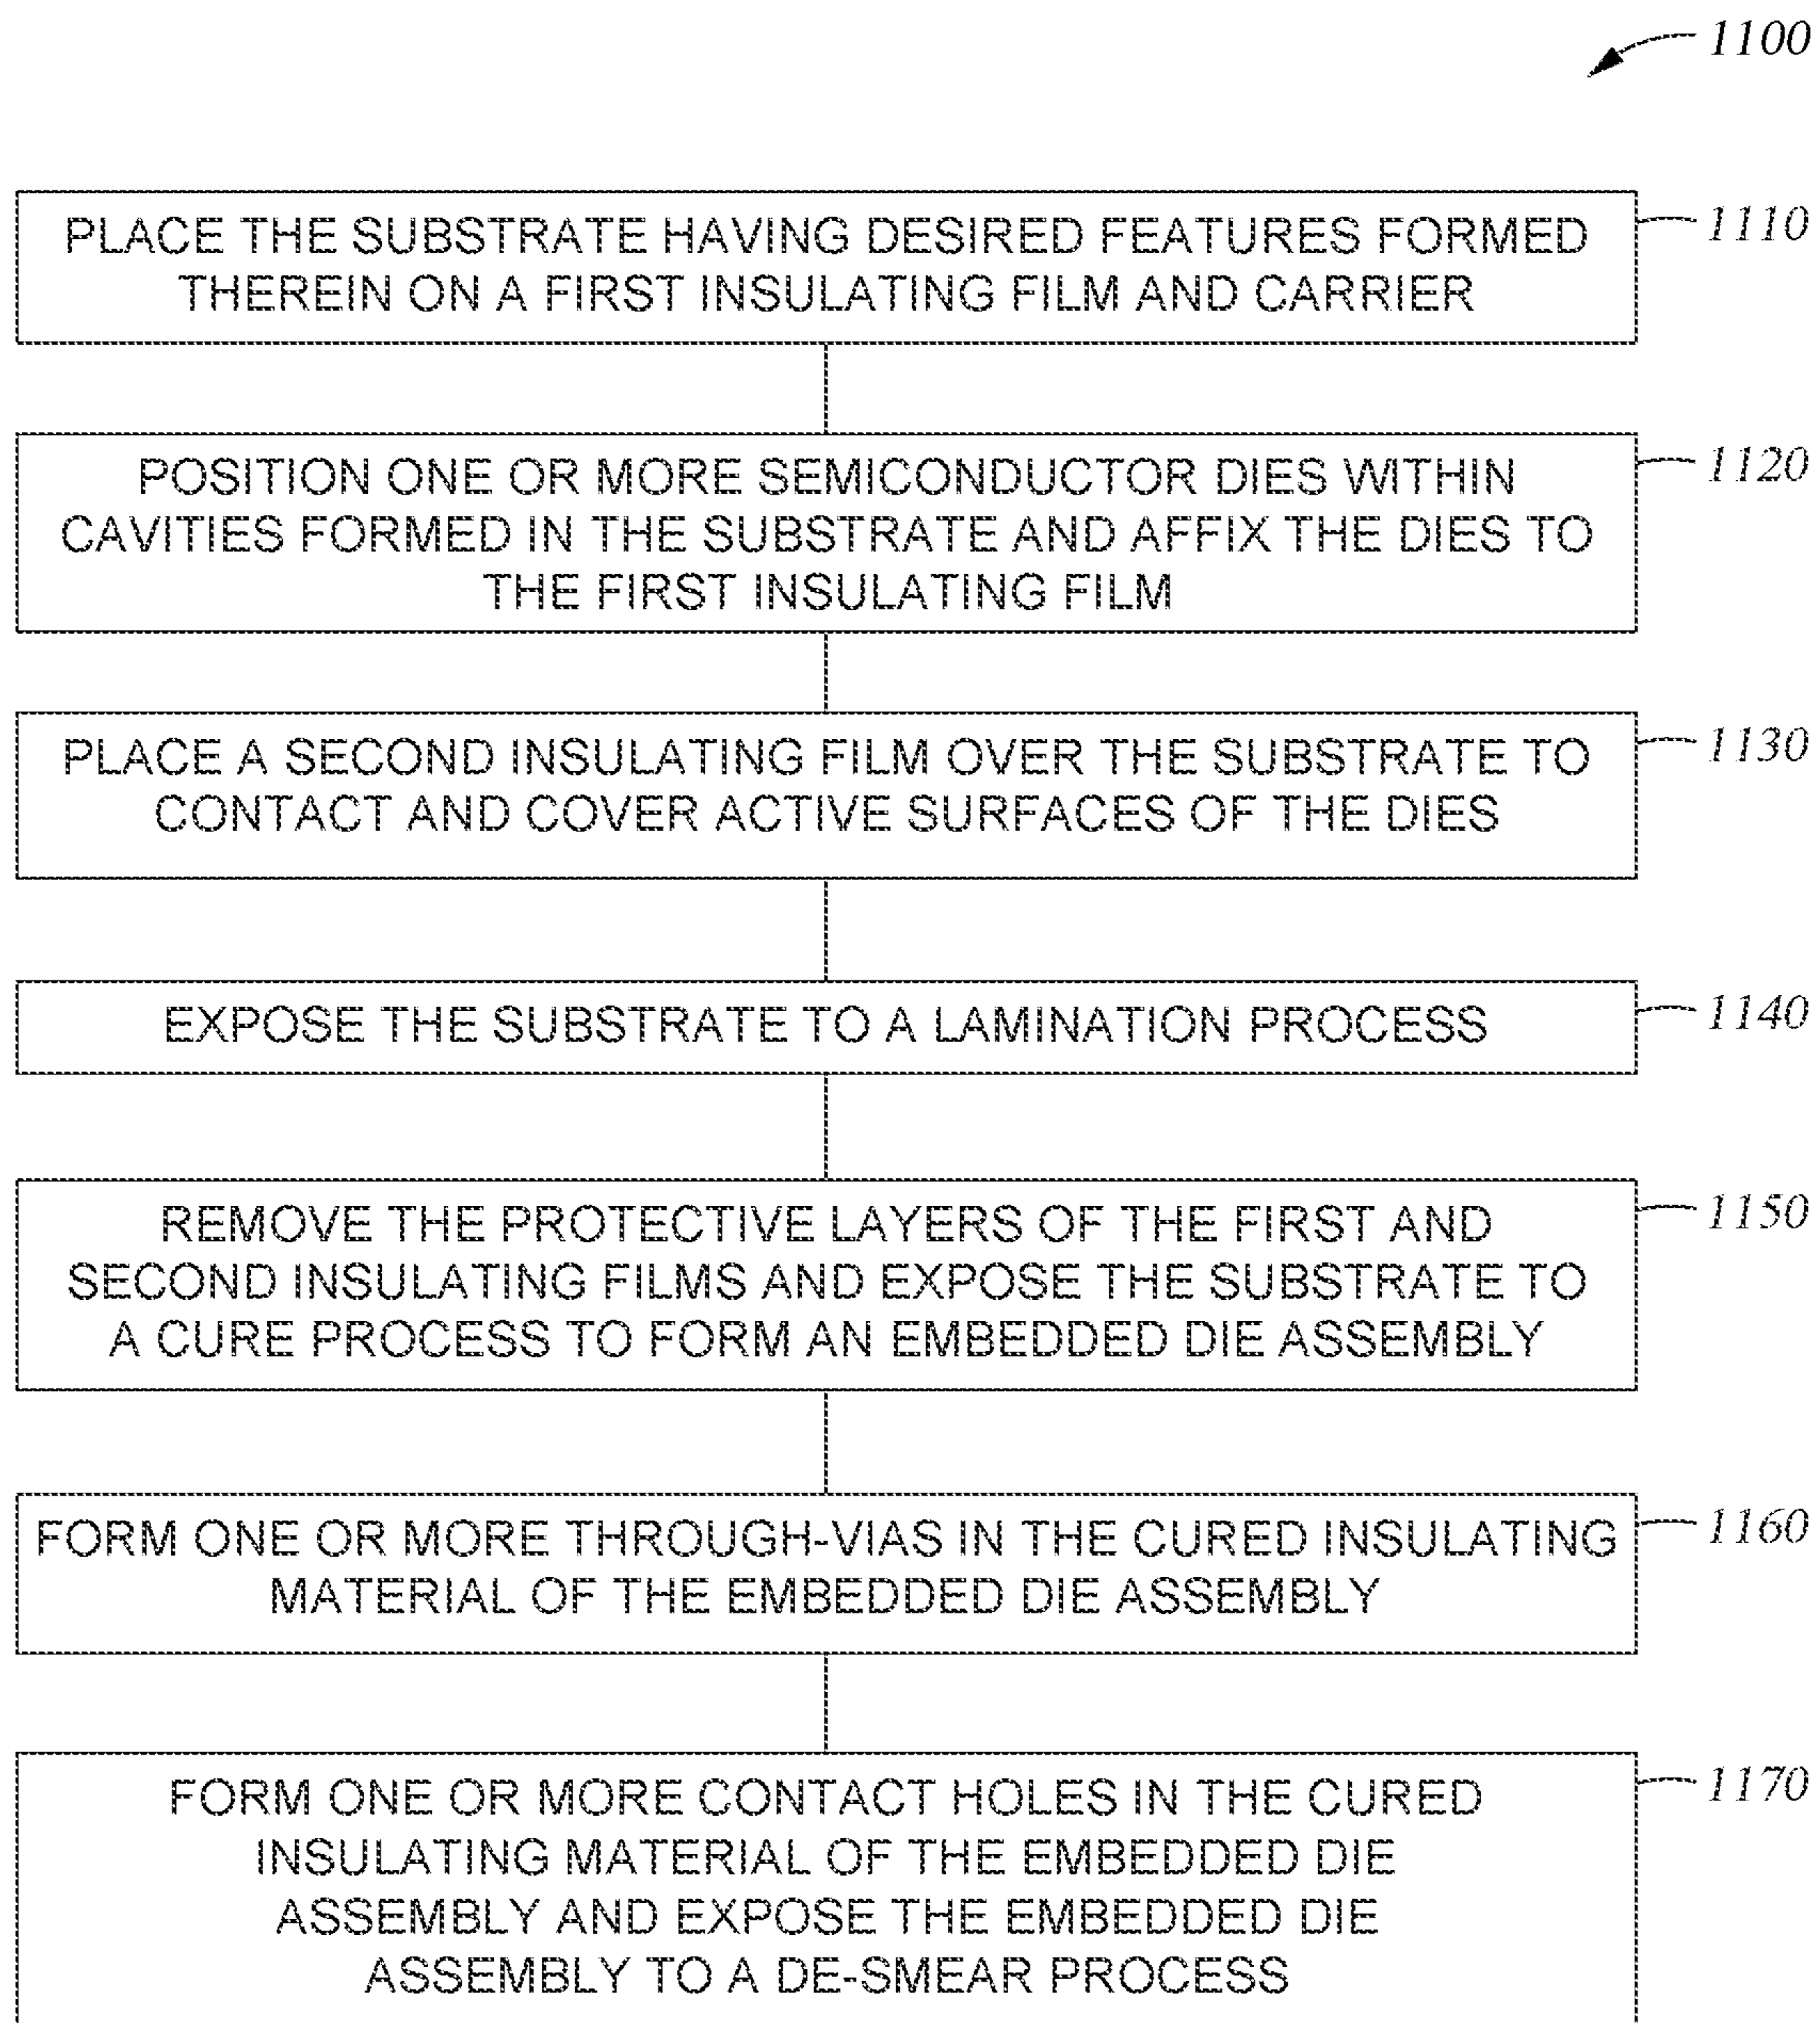 1100
PLACE THE SUBSTRATE HAVING DESIRED FEATURES FORMED
THEREIN ON A FIRST INSULATING FILM AND CARRIER
1110
POSITION ONE OR MORE SEMICONDUCTOR DIES WITHIN
CAVITIES FORMED IN THE SUBSTRATE AND AFFIX THE DIES TO
THE FIRST INSULATING FILM
1120
PLACE A SECOND INSULATING FILM OVER THE SUBSTRATE TO
CONTACT AND COVER ACTIVE SURFACES OF THE DIES
1130
EXPOSE THE SUBSTRATE TO A LAMINATION PROCESS
1140
REMOVE THE PROTECTIVE LAYERS OF THE FIRST AND
SECOND INSULATING FILMS AND EXPOSE THE SUBSTRATE TO
A CURE PROCESS TO FORM AN EMBEDDED DIE ASSEMBLY
1150
FORM ONE OR MORE THROUGH-VIAS IN THE CURED INSULATING
MATERIAL OF THE EMBEDDED DIE ASSEMBLY
1160
FORM ONE OR MORE CONTACT HOLES IN THE CURED
INSULATING MATERIAL OF THE EMBEDDED DIE
ASSEMBLY AND EXPOSE THE EMBEDDED DIE
ASSEMBLY TO A DE-SMEAR PROCESS
1170